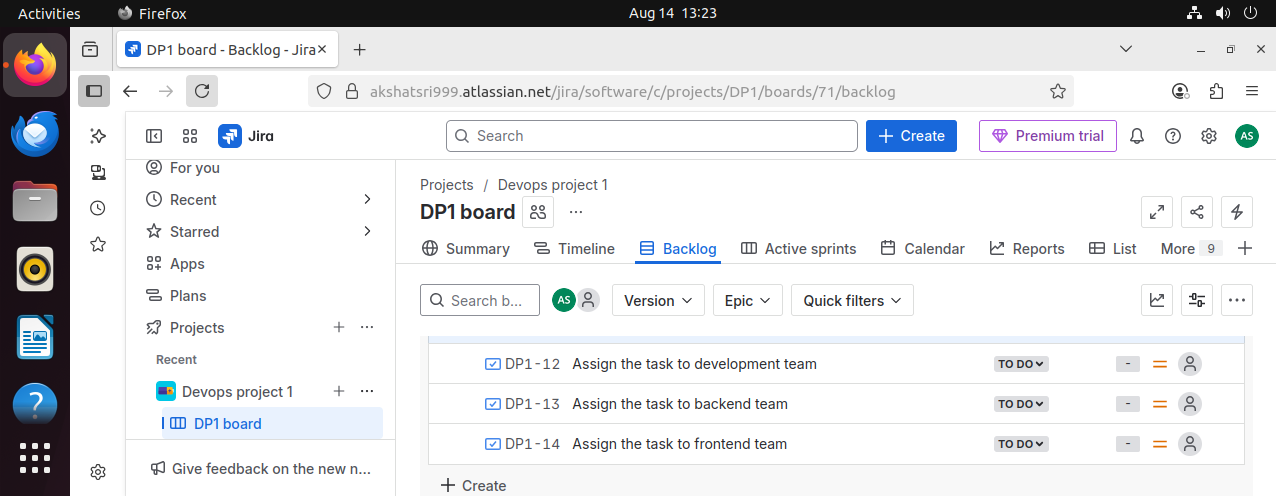 Activities Firefox Aug 14 13:23
DP1 board - Backlog - Jira
akshatsri999.atlassian.net/jira/software/c/projects/DP1/boards/71/backlog
Jira Search Create Premium trial AS
For you
Recent
Starred
Apps
Plans
Projects
Recent
Devops project 1
DP1 board
Give feedback on the new n...
Projects / Devops project 1
DP1 board
Summary Timeline Backlog Active sprints Calendar Reports List More 9
Search b... AS Version Epic Quick filters
DP1-12 Assign the task to development team TO DO -
DP1-13 Assign the task to backend team TO DO -
DP1-14 Assign the task to frontend team TO DO -
Create